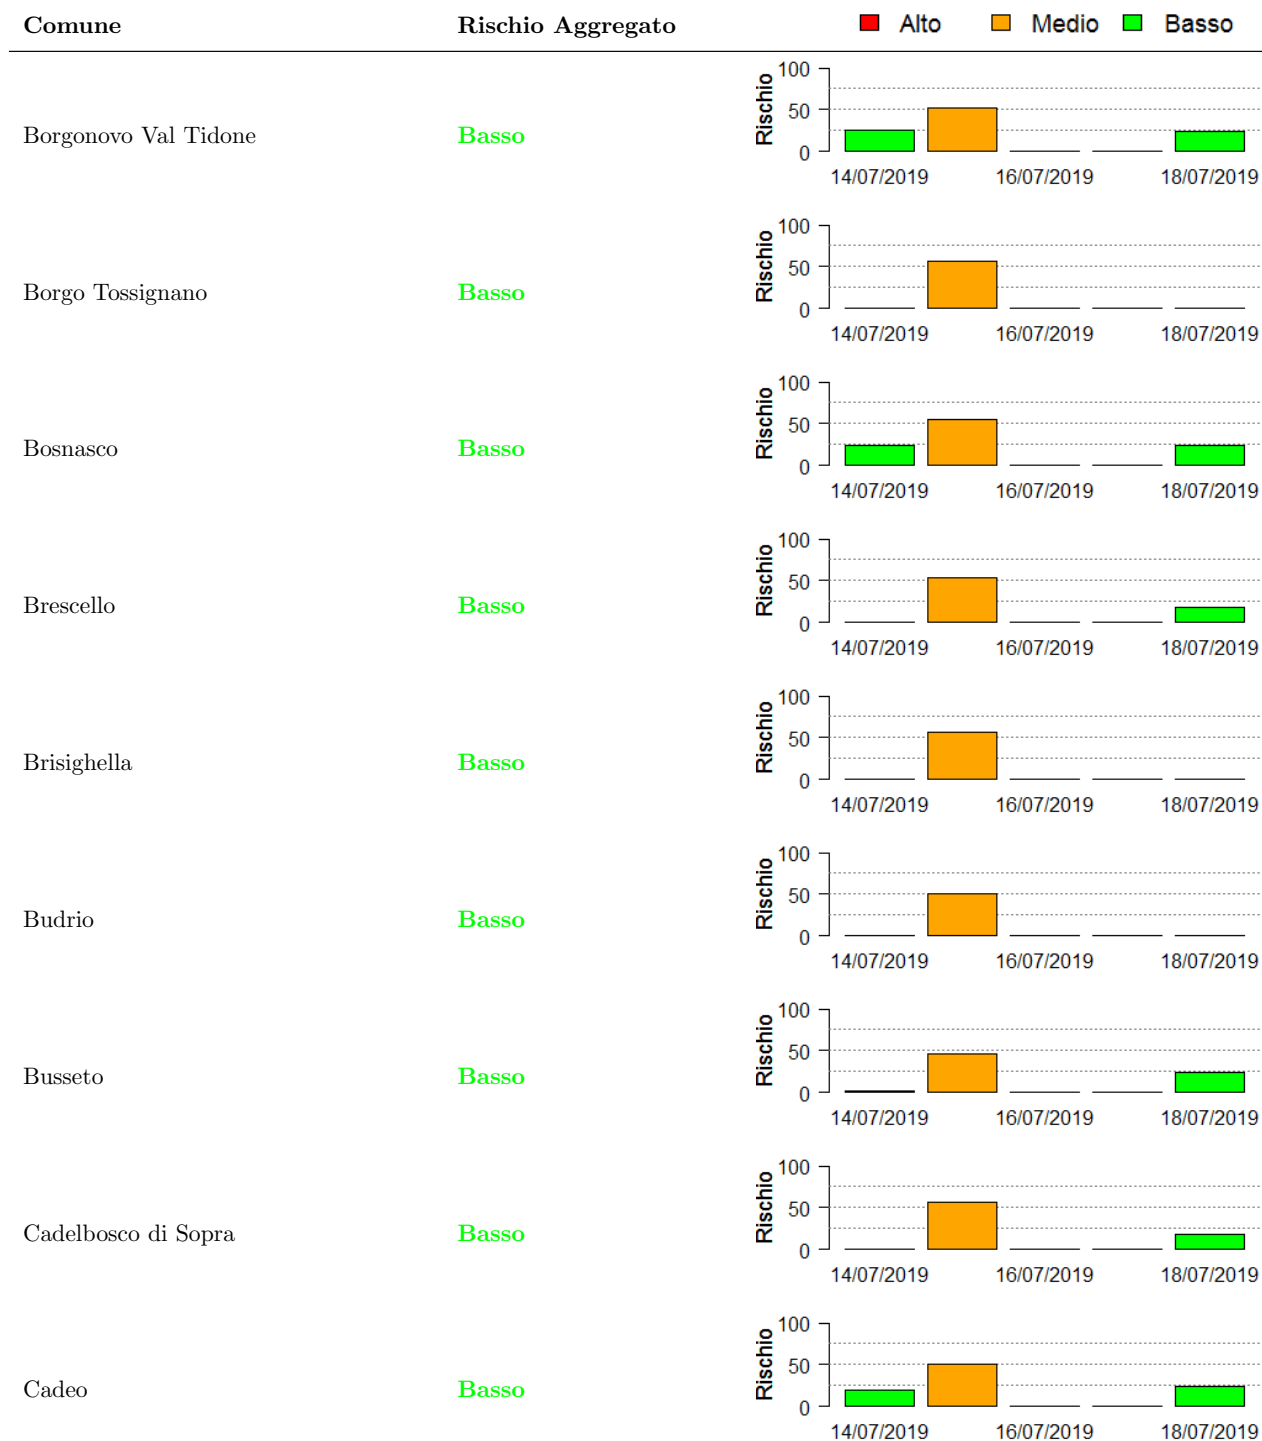 Comune Rischio Aggregato Alto Medio Basso
Borgonovo Val Tidone Basso Rischio 100 50 0
14/07/2019 16/07/2019 18/07/2019
Borgo Tossignano Basso Rischio 100 50 0
14/07/2019 16/07/2019 18/07/2019
Bosnasco Basso Rischio 100 50 0
14/07/2019 16/07/2019 18/07/2019
Brescello Basso Rischio 100 50 0
14/07/2019 16/07/2019 18/07/2019
Brisighella Basso Rischio 100 50 0
14/07/2019 16/07/2019 18/07/2019
Budrio Basso Rischio 100 50 0
14/07/2019 16/07/2019 18/07/2019
Busseto Basso Rischio 100 50 0
14/07/2019 16/07/2019 18/07/2019
Cadelbosco di Sopra Basso Rischio 100 50 0
14/07/2019 16/07/2019 18/07/2019
Cadeo Basso Rischio 100 50 0
14/07/2019 16/07/2019 18/07/2019